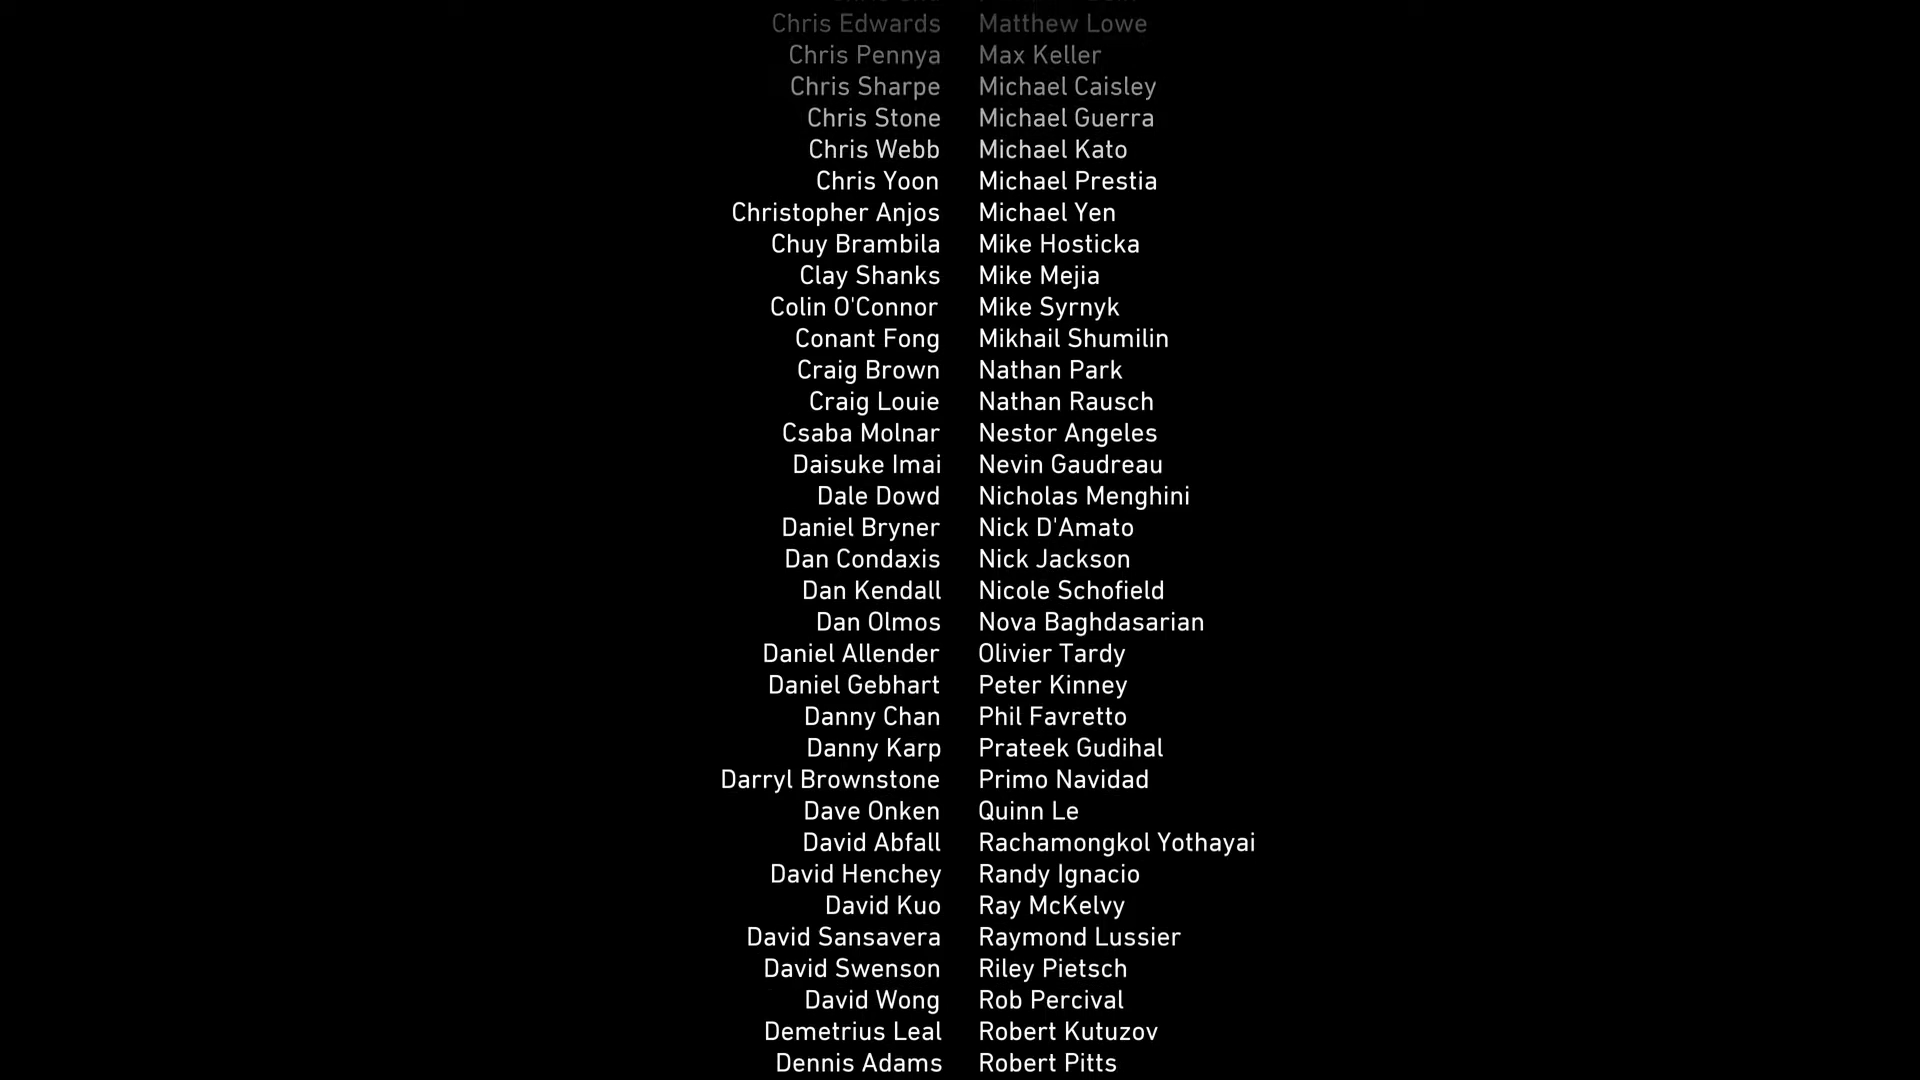 Chris Edwards Matthew Lowe
Chris Pennya Max Keller
Chris Sharpe Michael Caisley
Chris Stone Michael Guerra
Chris Webb Michael Kato
Chris Yoon Michael Prestia
Christopher Anjos Michael Yen
Chuy Brambila Mike Hosticka
Clay Shanks Mike Mejia
Colin O'Connor Mike Syrnyk
Conant Fong Mikhail Shumilin
Craig Brown Nathan Park
Craig Louie Nathan Rausch
Csaba Molnar Nestor Angeles
Daisuke Imai Nevin Gaudreau
Dale Dowd Nicholas Menghini
Daniel Bryner Nick D'Amato
Dan Condaxis Nick Jackson
Dan Kendall Nicole Schofield
Dan Olmos Nova Baghdasarian
Daniel Allender Olivier Tardy
Daniel Gebhart Peter Kinney
Danny Chan Phil Favretto
Danny Karp Prateek Gudihal
Darryl Brownstone Primo Navidad
Dave Onken Quinn Le
David Abfall Rachamongkol Yothayai
David Henchey Randy Ignacio
David Kuo Ray McKelvy
David Sansavera Raymond Lussier
David Swenson Riley Pietsch
David Wong Rob Percival
Demetrius Leal Robert Kutuzov
Dennis Adams Robert Pitts